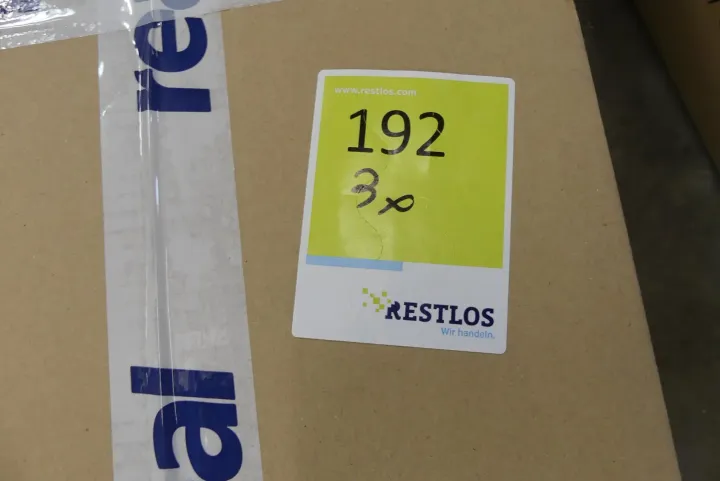 re
www.restlos.com
192
3x
RESTLOS
Wir handeln.
al